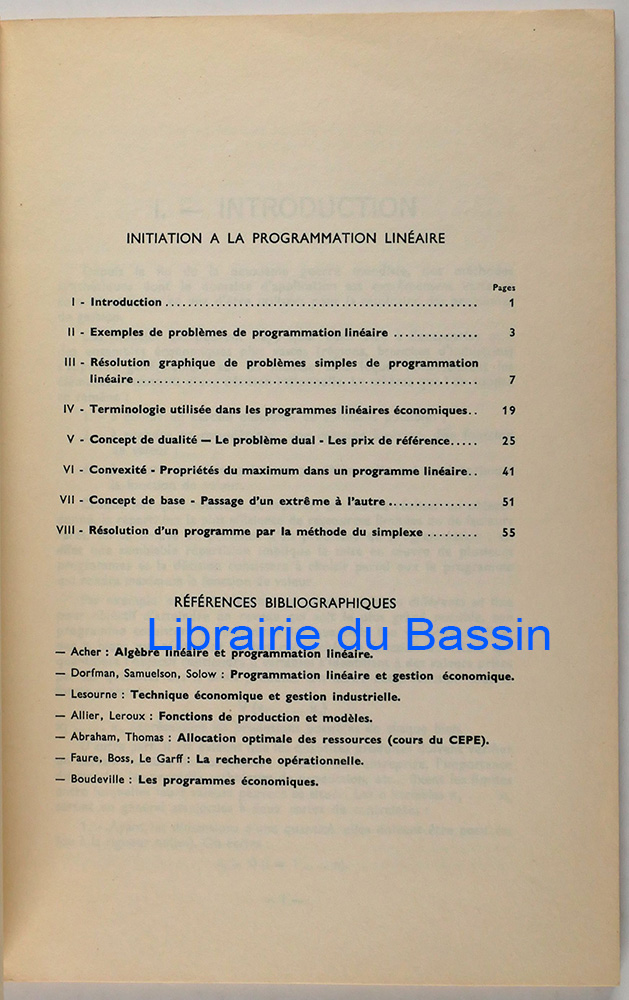 INITIATION A LA PROGRAMMATION LINÉAIRE
Pages
I - Introduction .................................................... 1
II - Exemples de problèmes de programmation linéaire ............... 3
III - Résolution graphique de problèmes simples de programmation
linéaire ......................................................... 7
IV - Terminologie utilisée dans les programmes linéaires économiques.. 19
V - Concept de dualité — Le problème dual - Les prix de référence..... 25
VI - Convexité - Propriétés du maximum dans un programme linéaire.. 41
VII - Concept de base - Passage d'un extrême à l'autre ............... 51
VIII - Résolution d'un programme par la méthode du simplexe ......... 55
RÉFÉRENCES BIBLIOGRAPHIQUES
Librairie du Bassin
— Acher : Algèbre linéaire et programmation linéaire.
— Dorfman, Samuelson, Solow : Programmation linéaire et gestion économique.
— Lesourne : Technique économique et gestion industrielle.
— Allier, Leroux : Fonctions de production et modèles.
— Abraham, Thomas : Allocation optimale des ressources (cours du CEPE).
— Faure, Boss, Le Garff : La recherche opérationnelle.
— Boudeville : Les programmes économiques.